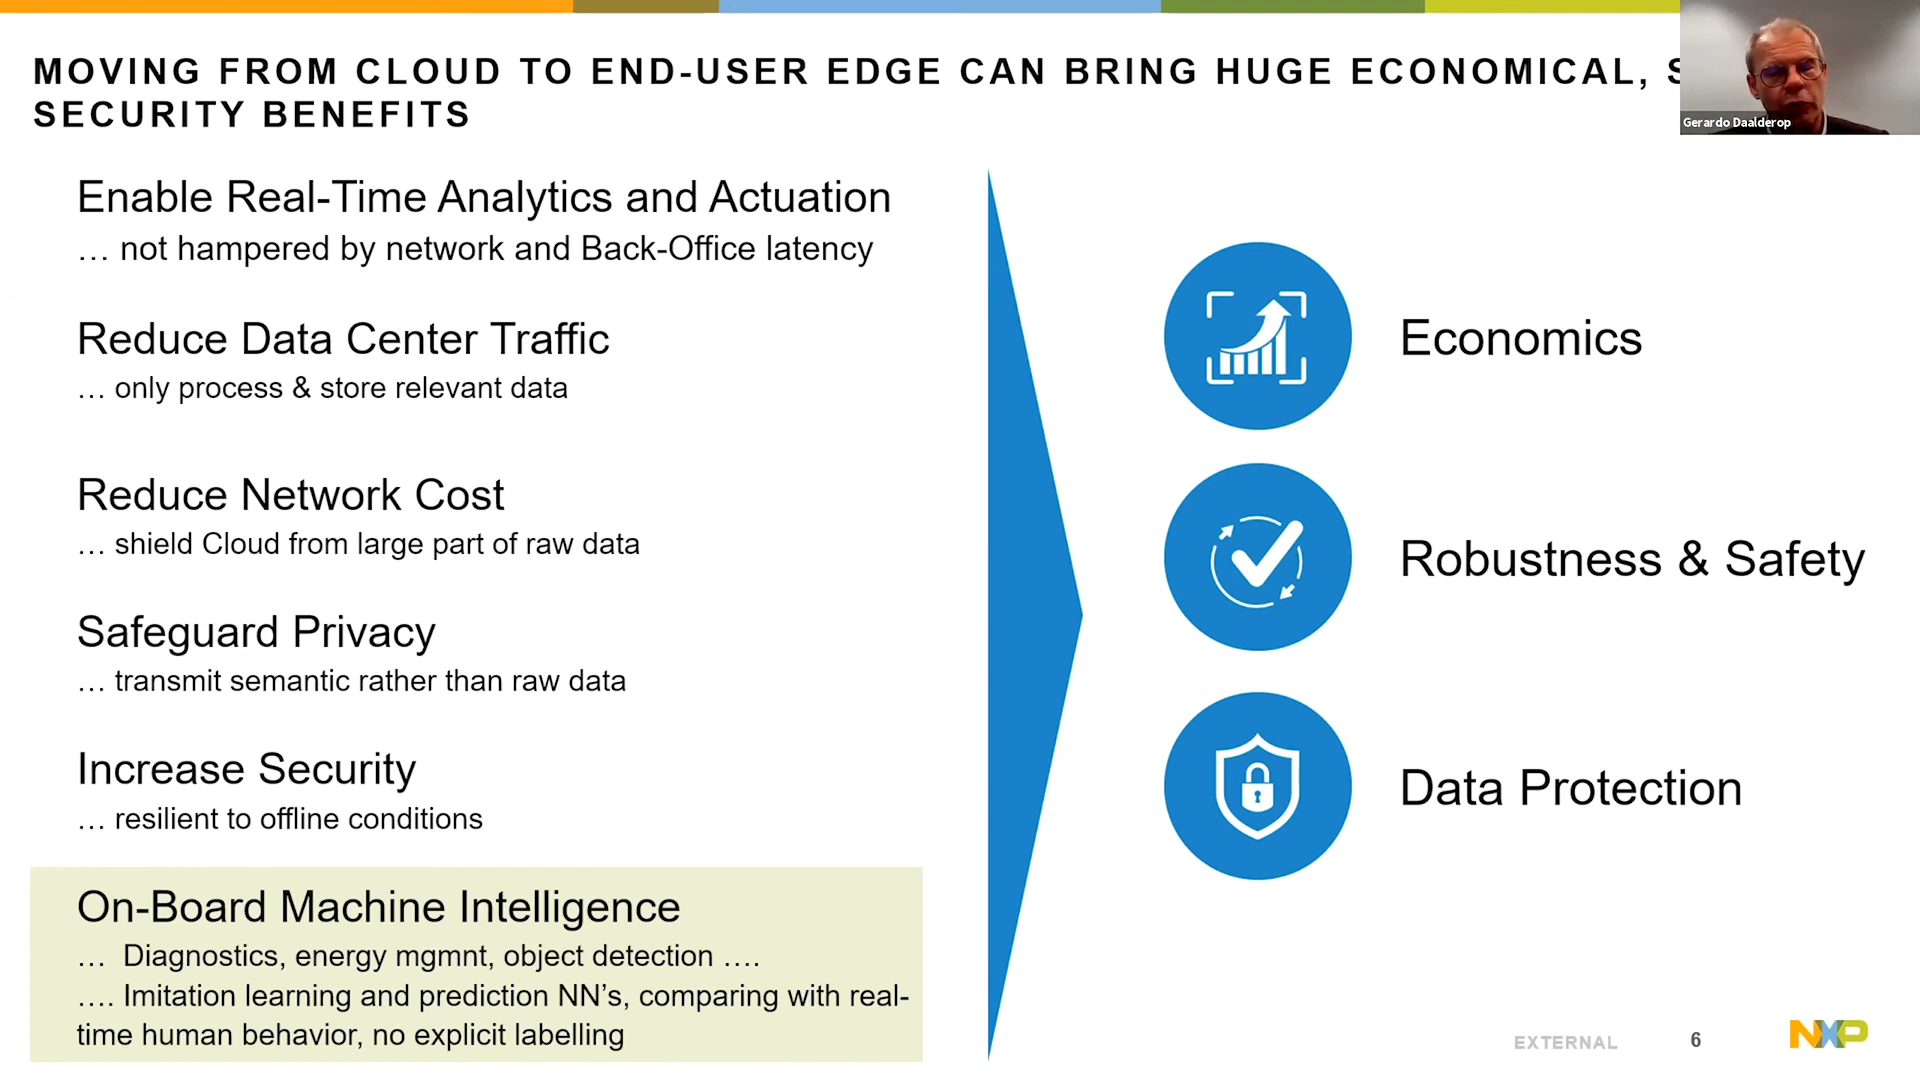 MOVING FROM CLOUD TO END-USER EDGE CAN BRING HUGE ECONOMICAL,
SECURITY BENEFITS
Gerardo Daalderop
Enable Real-Time Analytics and Actuation
… not hampered by network and Back-Office latency
Reduce Data Center Traffic
… only process & store relevant data
Reduce Network Cost
… shield Cloud from large part of raw data
Safeguard Privacy
… transmit semantic rather than raw data
Increase Security
… resilient to offline conditions
On-Board Machine Intelligence
… Diagnostics, energy mgmnt, object detection ….
…. Imitation learning and prediction NN’s, comparing with real-
time human behavior, no explicit labelling
Economics
Robustness & Safety
Data Protection
EXTERNAL
6
NXP